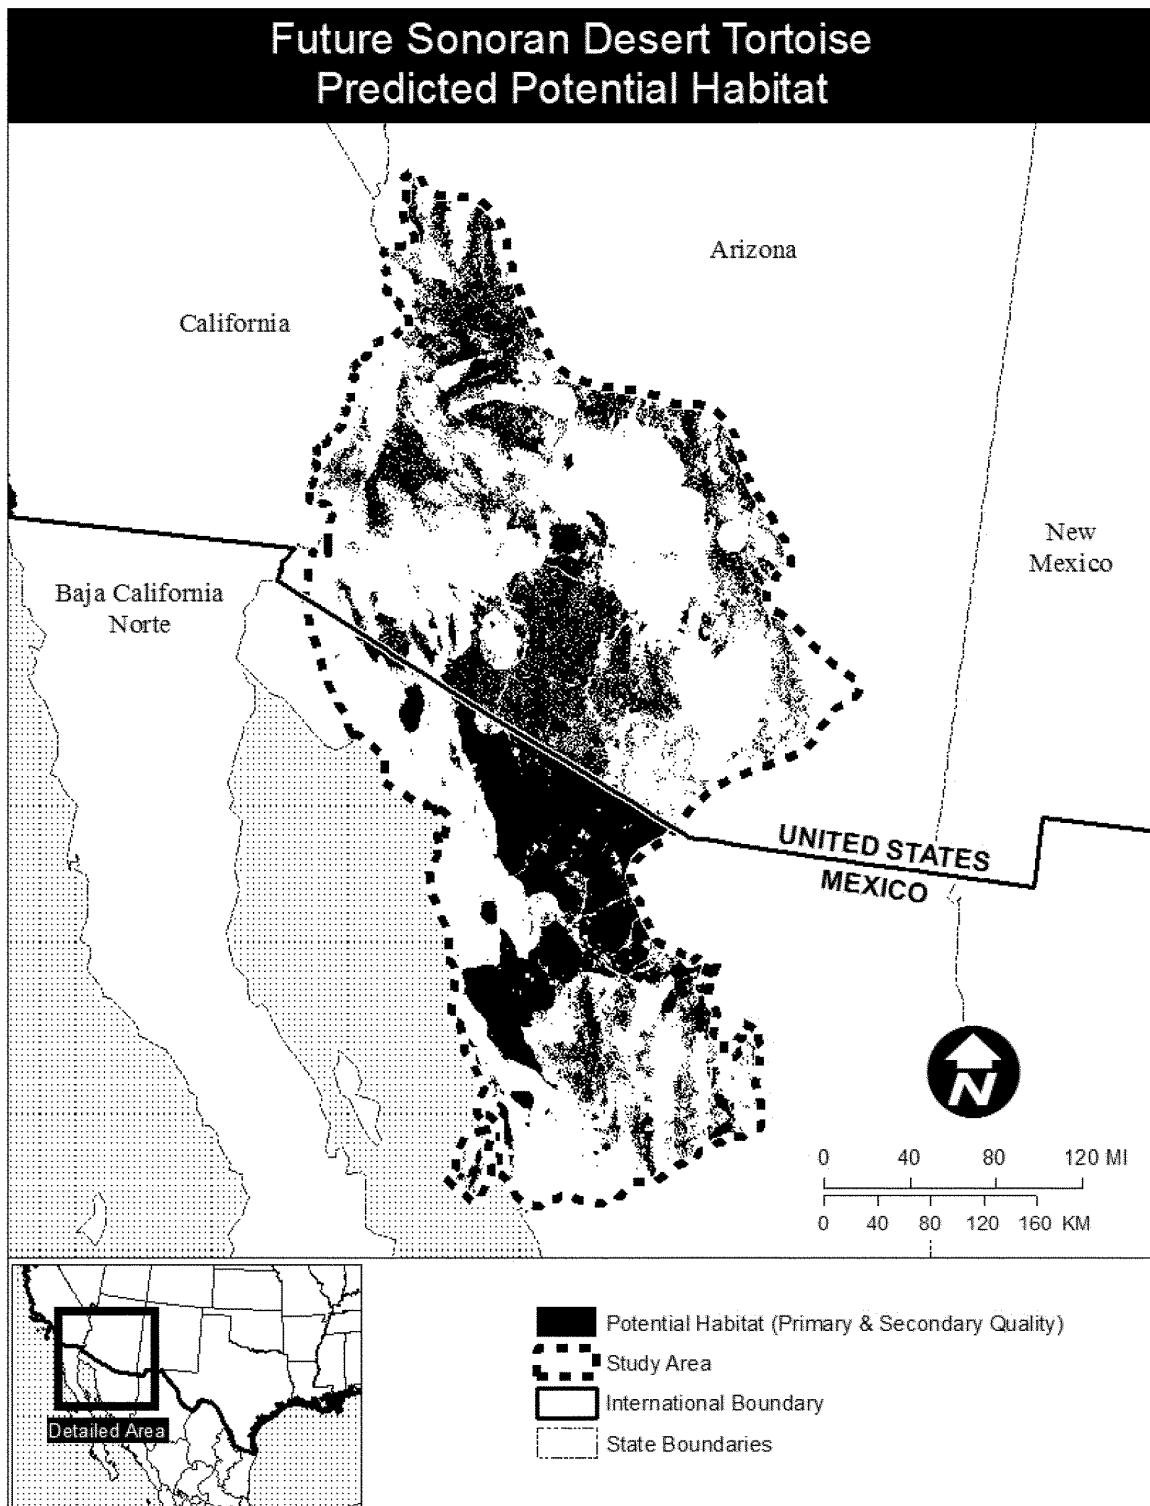 Future Sonoran Desert Tortoise
Predicted Potential Habitat
Arizona
California
New
Mexico
Baja California
Norte
UNITED STATES
MEXICO
N
0 40 80 120 MI
0 40 80 120 160 KM
Detailed Area
Potential Habitat (Primary & Secondary Quality)
Study Area
International Boundary
State Boundaries